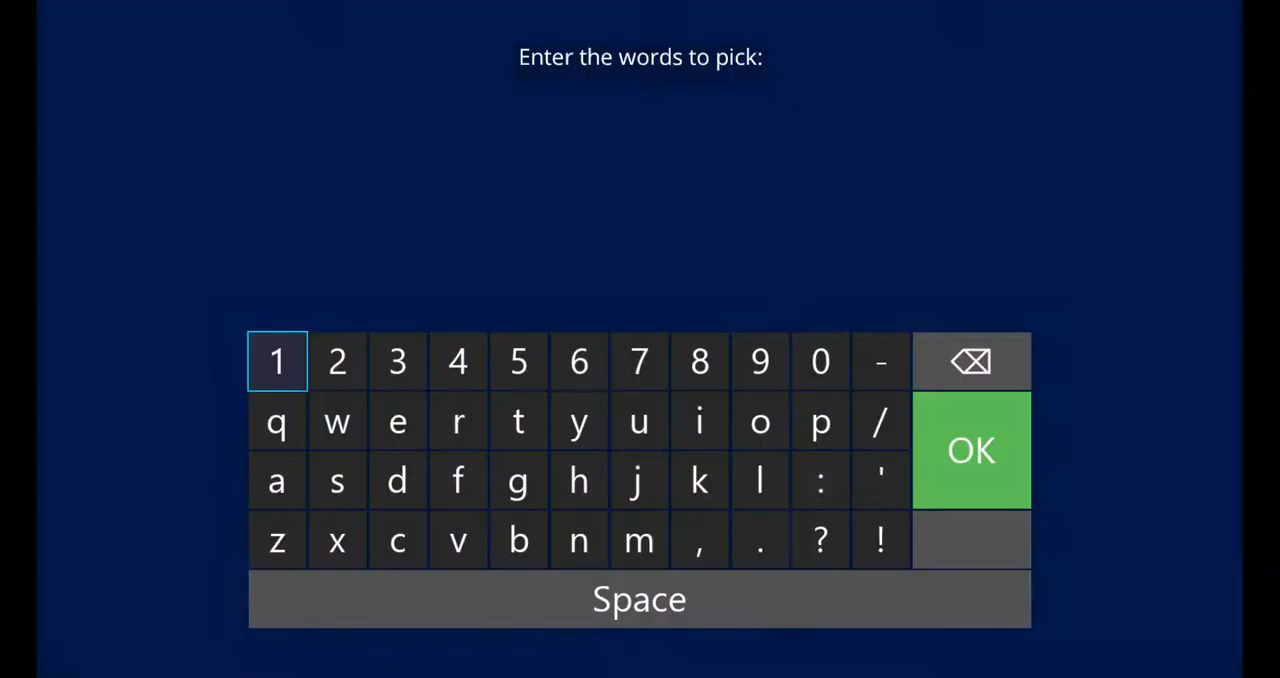 Enter the words to pick:
1 2 3 4 5 6 7 8 9 0 - ⌫
q w e r t y u i o p / OK
a s d f g h j k l : '
z x c v b n m , . ? !
Space